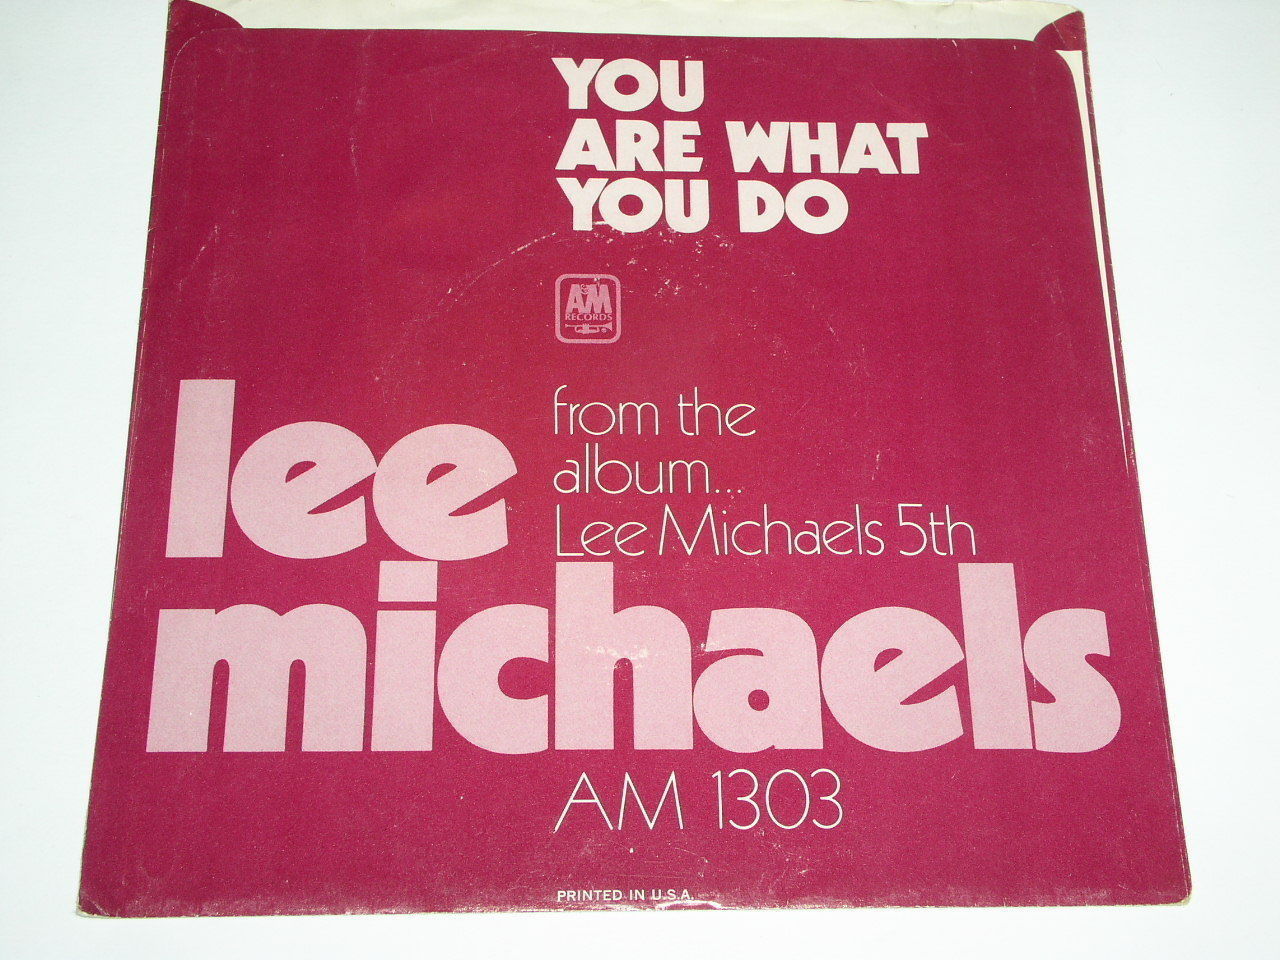 YOU
ARE WHAT
YOU DO
A&M
RECORDS
from the
album...
Lee Michaels 5th
lee
michaels
AM 1303
PRINTED IN U.S.A.